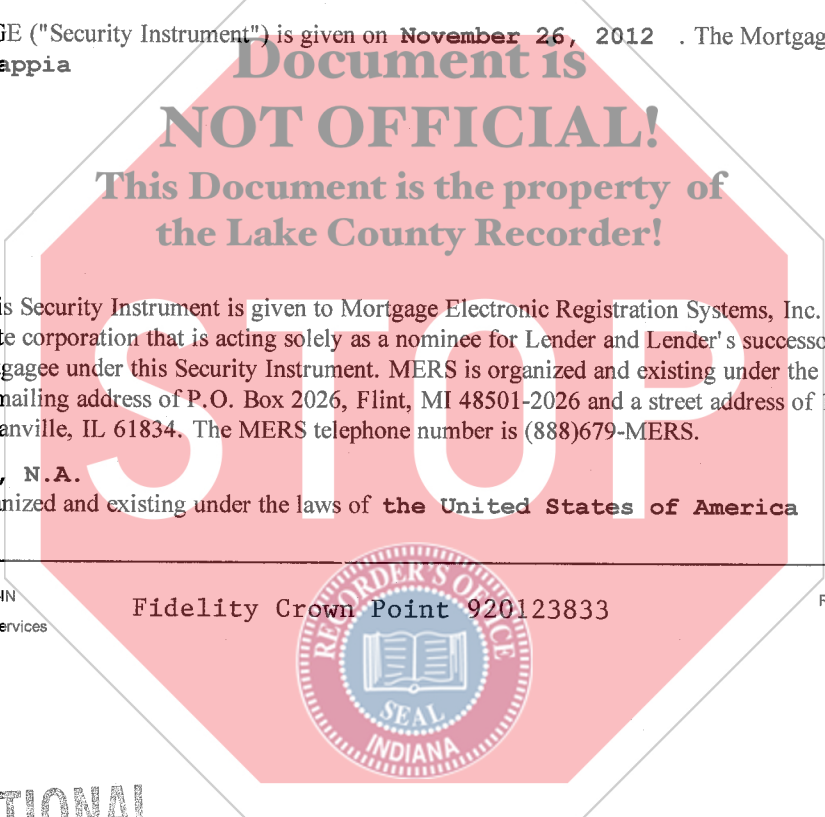 GE ("Security Instrument") is given on November 26, 2012 . The Mortgag
appia
Document is
NOT OFFICIAL!
This Document is the property of
the Lake County Recorder!
STOP
is Security Instrument is given to Mortgage Electronic Registration Systems, Inc.
te corporation that is acting solely as a nominee for Lender and Lender's successo
gagee under this Security Instrument. MERS is organized and existing under the
mailing address of P.O. Box 2026, Flint, MI 48501-2026 and a street address of 1
anville, IL 61834. The MERS telephone number is (888)679-MERS.
, N.A.
nized and existing under the laws of the United States of America
IN
ervices
Fidelity Crown Point 920123833
RECORDER'S OFFICE
SEAL
INDIANA
TIONAL